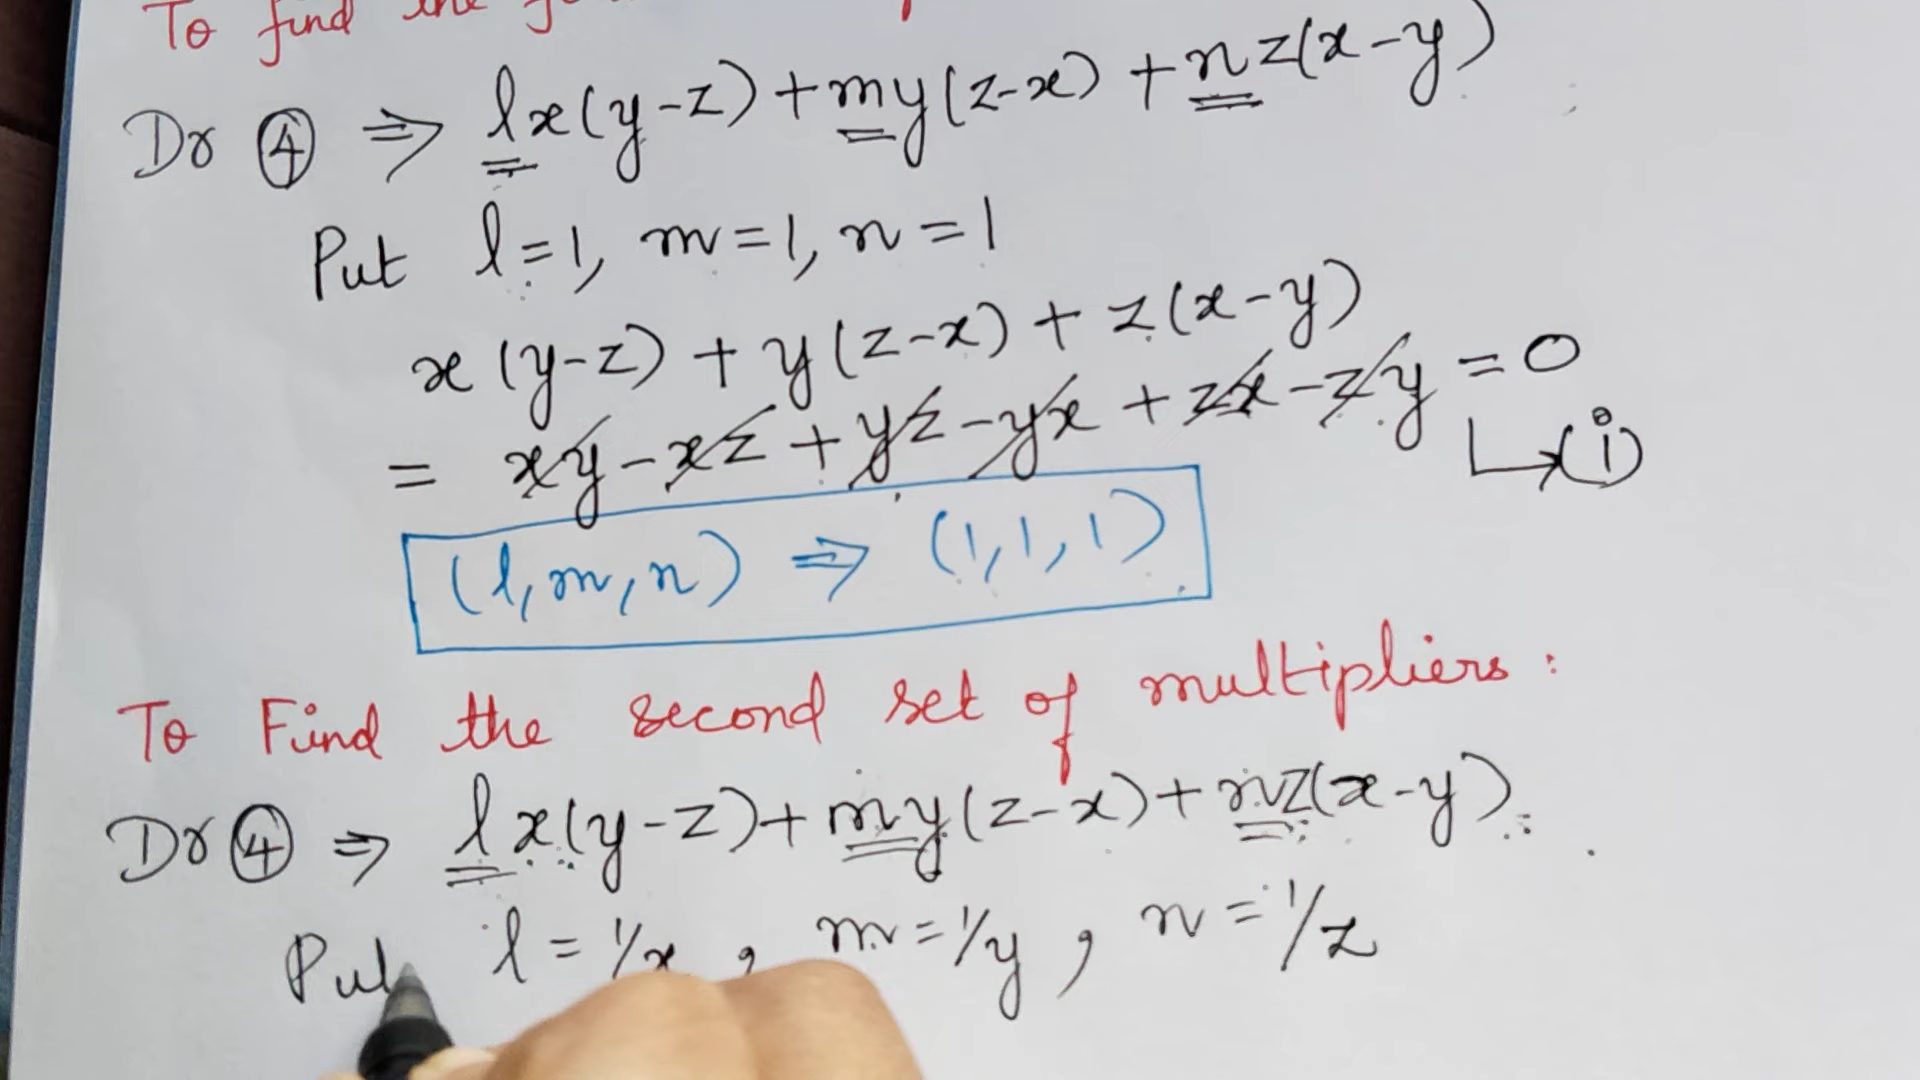 To find the
Dr ④ ⇒ lx(y-z)+my(z-x)+nz(x-y)
Put l=1, m=1, n=1
x(y-z)+y(z-x)+z(x-y)
= xy-xz+yz-yx+zx-zy=0
↳(i)
(l,m,n) ⇒ (1,1,1)
To Find the second set of multipliers:
Dr ④ ⇒ lx(y-z)+my(z-x)+nz(x-y)
Put l=1/x, m=1/y, n=1/z